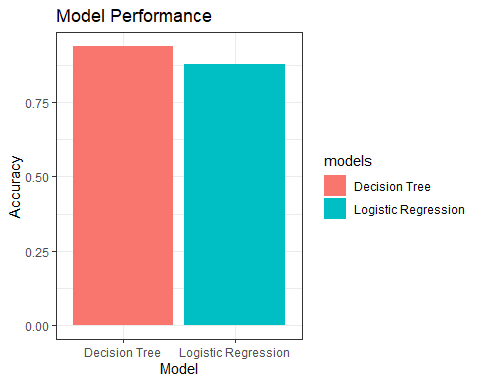 Model Performance
Accuracy
0.75
0.50
0.25
0.00
Decision Tree
Logistic Regression
Model
models
Decision Tree
Logistic Regression